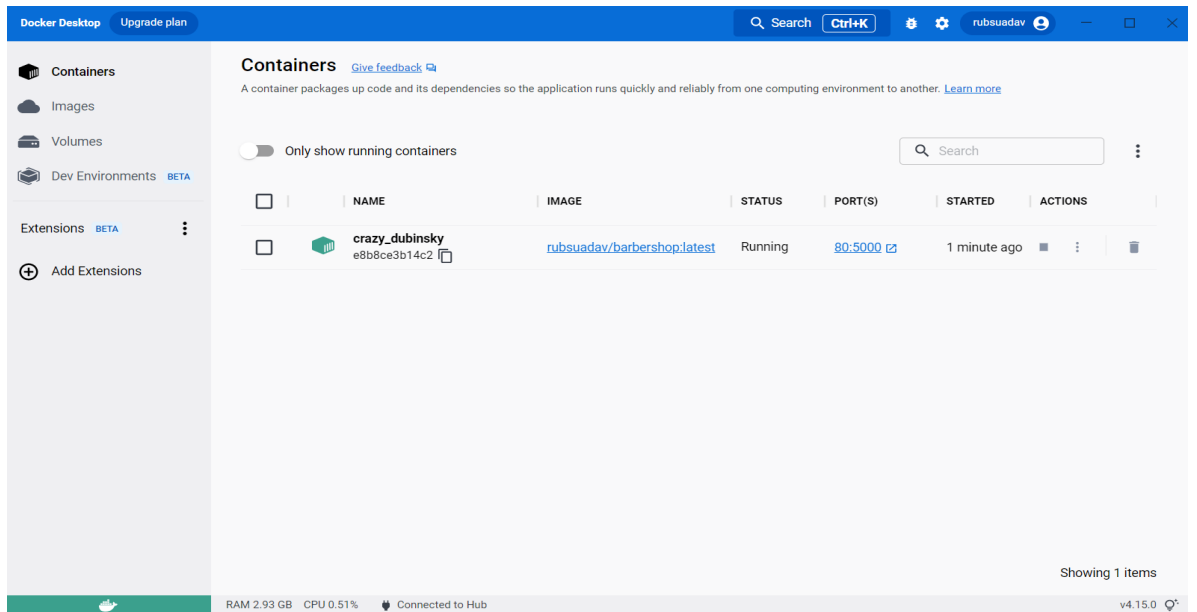 Docker Desktop Upgrade plan Search Ctrl+K rubsuadav
Containers
Images
Volumes
Dev Environments BETA
Extensions BETA
Add Extensions
Containers Give feedback
A container packages up code and its dependencies so the application runs quickly and reliably from one computing environment to another. Learn more
Only show running containers Search
NAME IMAGE STATUS PORT(S) STARTED ACTIONS
crazy_dubinsky
e8b8ce3b14c2 rubsuadav/barbershop:latest Running 80:5000 1 minute ago
Showing 1 items
RAM 2.93 GB CPU 0.51% Connected to Hub v4.15.0